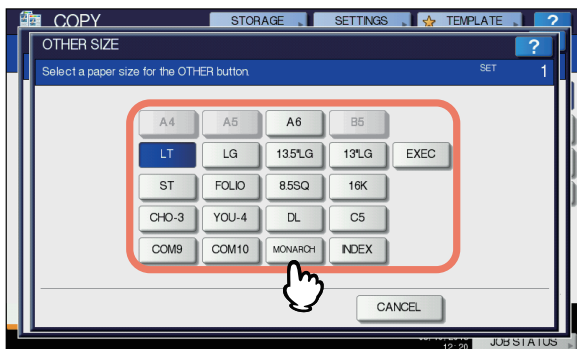 COPY STORAGE SETTINGS TEMPLATE ?
OTHER SIZE ?
Select a paper size for the OTHER button. SET 1
A4 A5 A6 B5
LT LG 13.5"LG 13"LG EXEC
ST FOLIO 8.5SQ 16K
CHO-3 YOU-4 DL C5
COM9 COM10 MONARCH INDEX
CANCEL
12:20 JOB STATUS